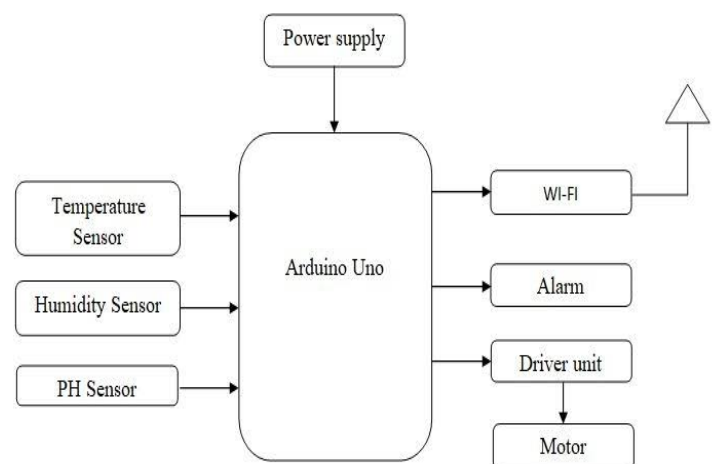 Power supply
Temperature
Sensor
Humidity Sensor
PH Sensor
Arduino Uno
WI-FI
Alarm
Driver unit
Motor